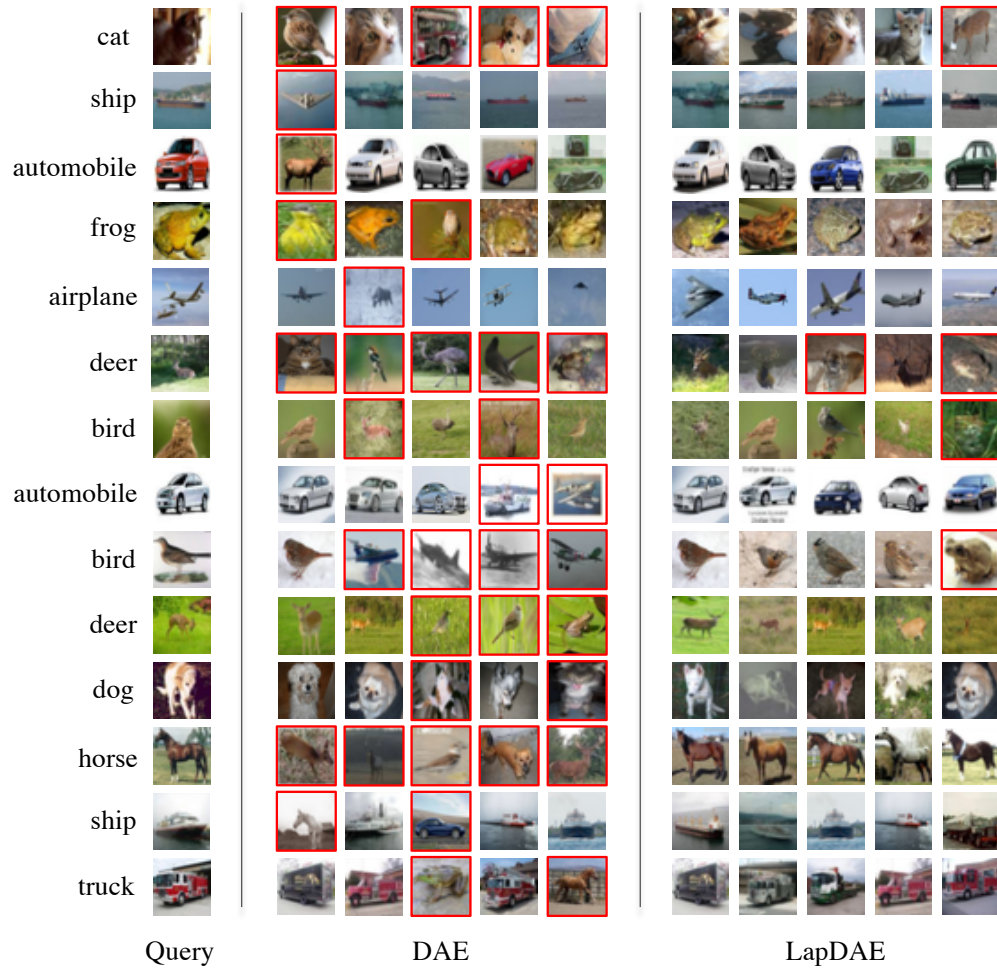 cat
ship
automobile
frog
airplane
deer
bird
automobile
bird
deer
dog
horse
ship
truck
Query DAE LapDAE